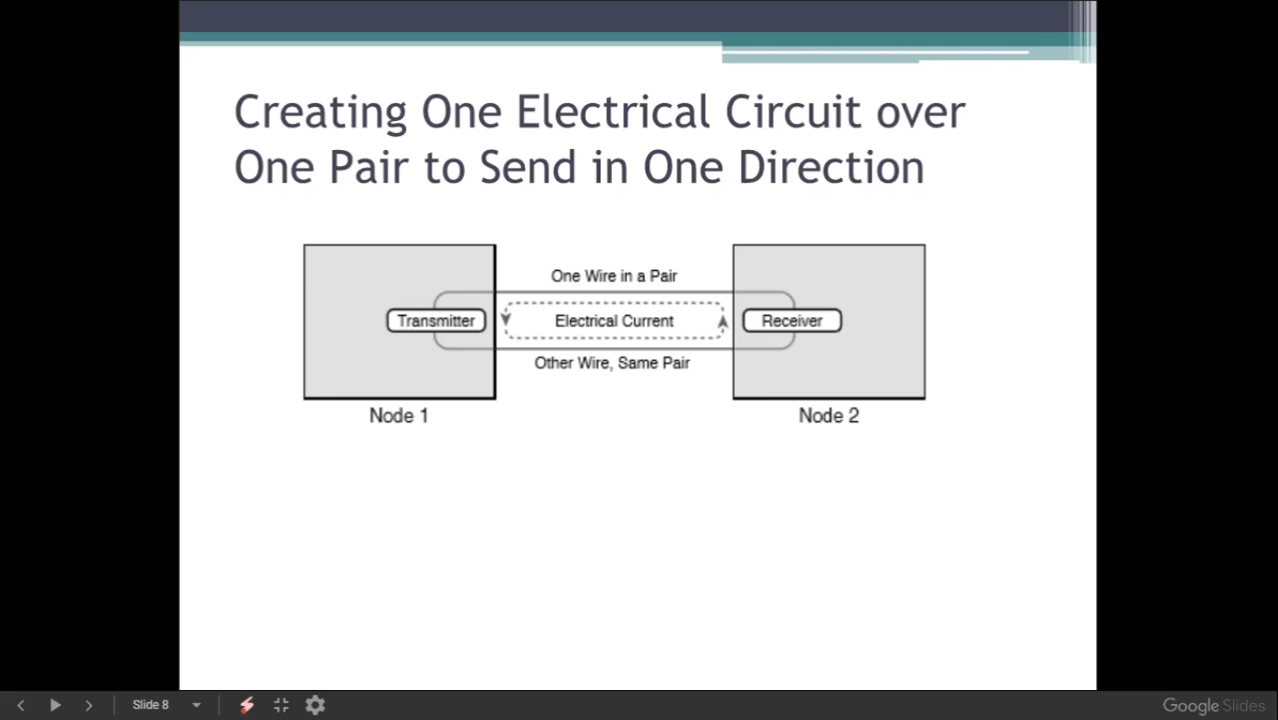 Creating One Electrical Circuit over
One Pair to Send in One Direction
One Wire in a Pair
Transmitter
Electrical Current
Receiver
Other Wire, Same Pair
Node 1
Node 2
Slide 8
Google Slides